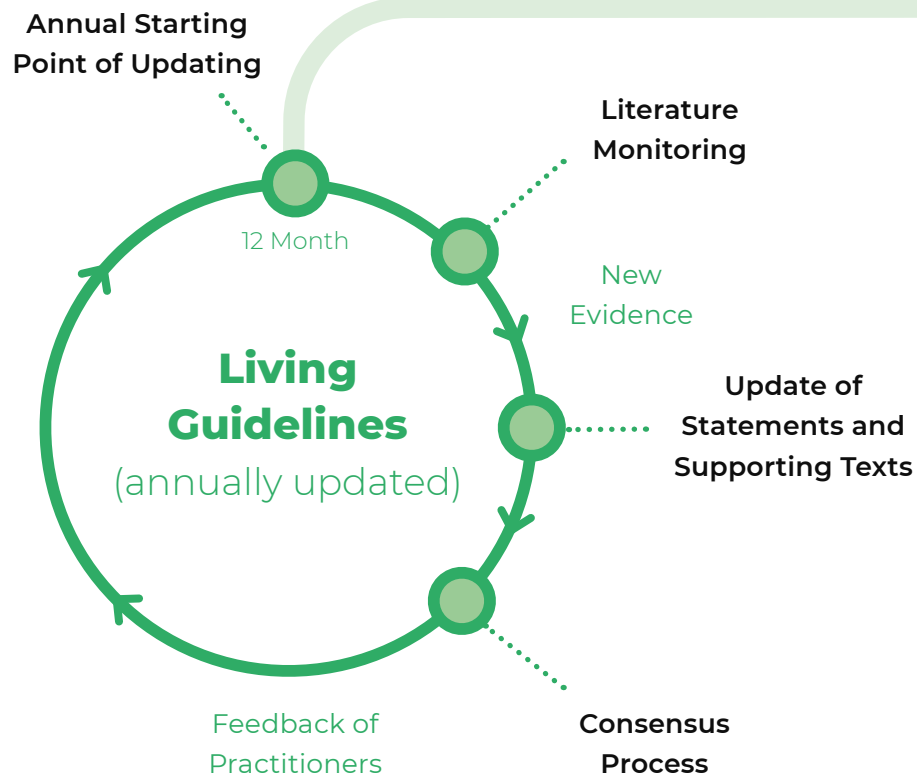 Annual Starting
Point of Updating
Literature
Monitoring
12 Month
New
Evidence
Living
Guidelines
(annually updated)
Update of
Statements and
Supporting Texts
Feedback of
Practitioners
Consensus
Process